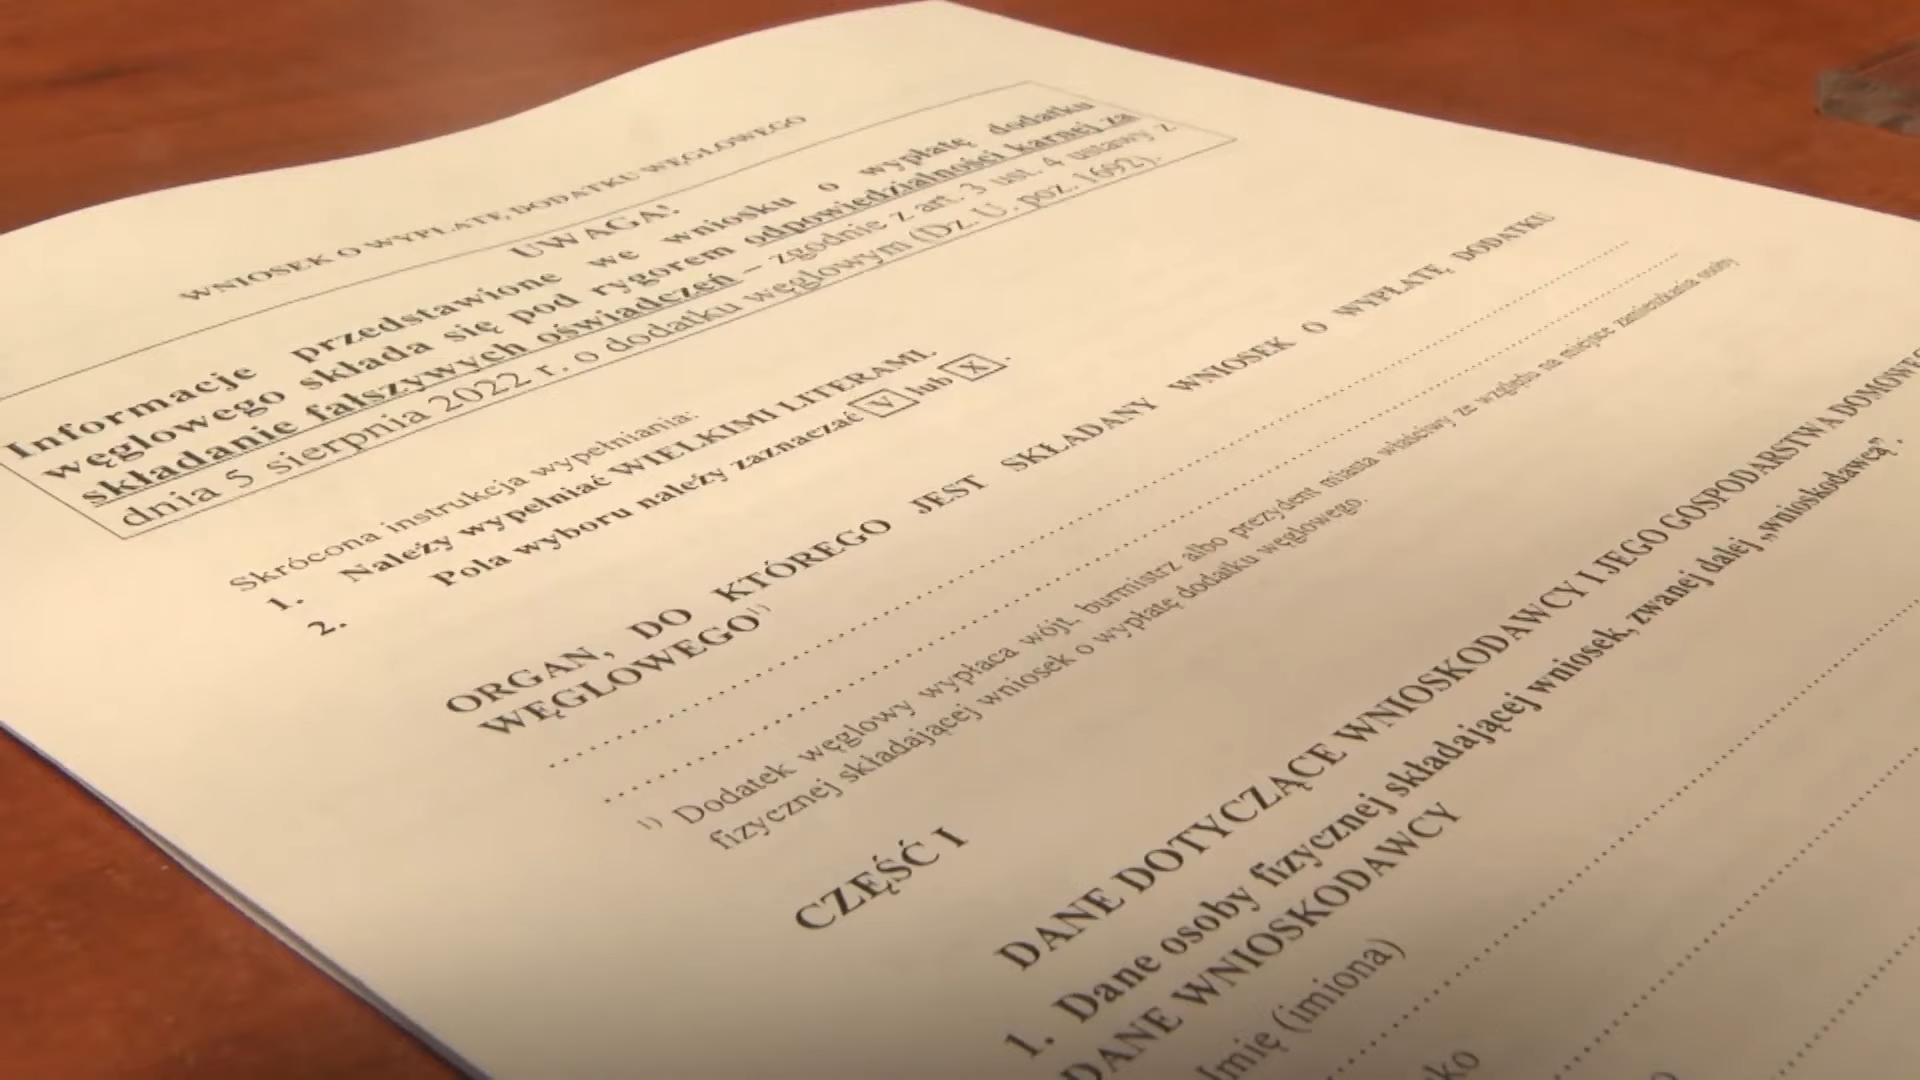 WNIOSEK O WYPŁATĘ DODATKU WĘGLOWEGO
UWAGA!
Informacje przedstawione we wniosku o wypłatę dodatku
węglowego składa się pod rygorem odpowiedzialności karnej za
składanie fałszywych oświadczeń – zgodnie z art. 3 ust. 4 ustawy z
dnia 5 sierpnia 2022 r. o dodatku węglowym (Dz. U. poz. 1692).
Skrócona instrukcja wypełniania:
1. Należy wypełniać WIELKIMI LITERAMI.
2. Pola wyboru należy zaznaczać V lub X.
ORGAN, DO KTÓREGO JEST SKŁADANY WNIOSEK O WYPŁATĘ DODATKU
WĘGLOWEGO¹⁾
¹⁾ Dodatek węglowy wypłaca wójt, burmistrz albo prezydent miasta właściwy ze względu na miejsce zamieszkania osoby
fizycznej składającej wniosek o wypłatę dodatku węglowego.
CZĘŚĆ I
DANE DOTYCZĄCE WNIOSKODAWCY I JEGO GOSPODARSTWA DOMOWEG
1. Dane osoby fizycznej składającej wniosek, zwanej dalej „wnioskodawcą”.
DANE WNIOSKODAWCY
Imię (imiona)